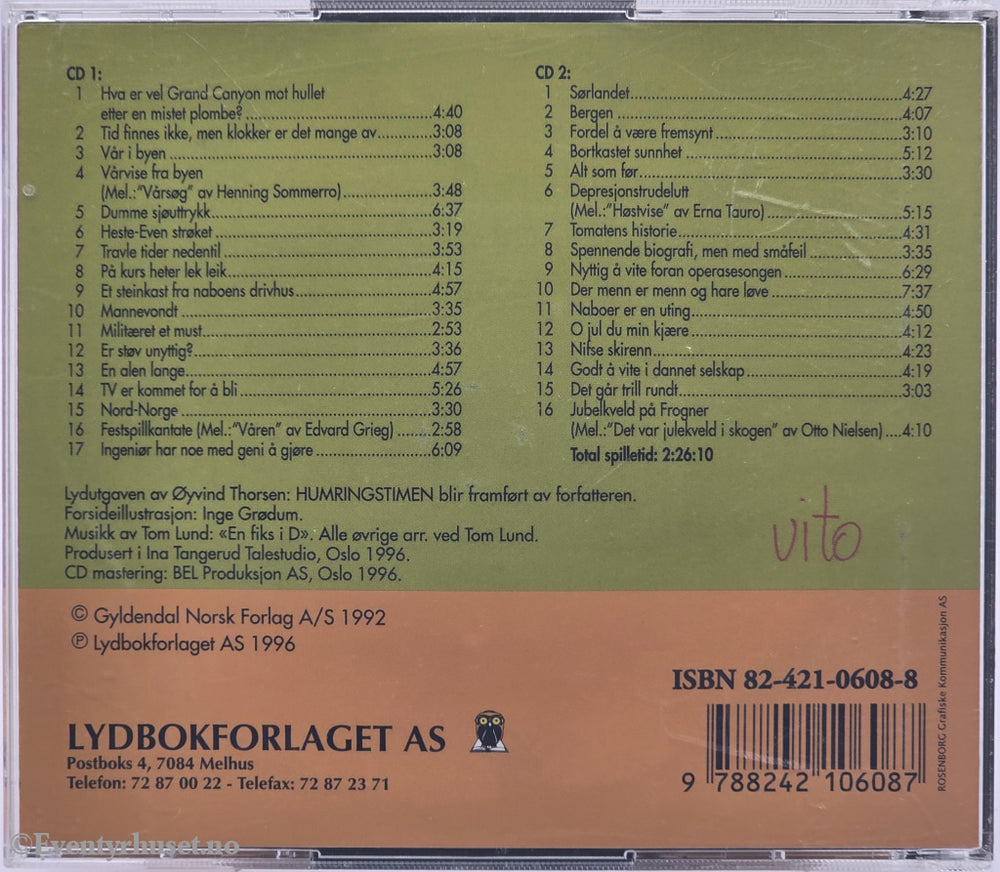 CD 1:
1 Hva er vel Grand Canyon mot hullet
etter en mistet plombe? 4:40
2 Tid finnes ikke, men klokker er det mange av 3:08
3 Vår i byen 3:08
4 Vårvise fra byen
(Mel.:"Vårsøg" av Henning Sommerro) 3:48
5 Dumme sjøuttrykk 6:37
6 Heste-Even strøket 3:19
7 Travle tider nedentil 3:53
8 På kurs heter lek leik 4:15
9 Et steinkast fra naboens drivhus 4:57
10 Mannevondt 3:35
11 Militæret et must 2:53
12 Er støv unyttig? 3:36
13 En alen lange 4:57
14 TV er kommet for å bli 5:26
15 Nord-Norge 3:30
16 Festspillkantate (Mel.:"Våren" av Edvard Grieg) 2:58
17 Ingeniør har noe med geni å gjøre 6:09
CD 2:
1 Sørlandet 4:27
2 Bergen 4:07
3 Fordel å være fremsynt 3:10
4 Bortkastet sunnhet 5:12
5 Alt som før 3:30
6 Depresjonstrudelutt
(Mel.:"Høstvise" av Erna Tauro) 5:15
7 Tomatens historie 4:31
8 Spennende biografi, men med småfeil 3:35
9 Nyttig å vite foran operasesongen 6:29
10 Der menn er menn og hare løve 7:37
11 Naboer er en uting 4:50
12 O jul du min kjære 4:12
13 Nifse skirenn 4:23
14 Godt å vite i dannet selskap 4:19
15 Det går trill rundt 3:03
16 Jubelkveld på Frogner
(Mel.:"Det var julekveld i skogen" av Otto Nielsen) 4:10
Total spilletid: 2:26:10
Lydutgaven av Øyvind Thorsen: HUMRINGSTIMEN blir framført av forfatteren.
Forsideillustrasjon: Inge Grødum.
Musikk av Tom Lund: «En fiks i D». Alle øvrige arr. ved Tom Lund.
Produsert i Ina Tangerud Talestudio, Oslo 1996.
CD mastering: BEL Produksjon AS, Oslo 1996.
vito
© Gyldendal Norsk Forlag A/S 1992
℗ Lydbokforlaget AS 1996
ISBN 82-421-0608-8
LYDBOKFORLAGET AS
Postboks 4, 7084 Melhus
Telefon: 72 87 00 22 - Telefax: 72 87 23 71
9 788242 106087
ROSENBORG Grafiske Kommunikasjon AS
©Eventyrhuset.no